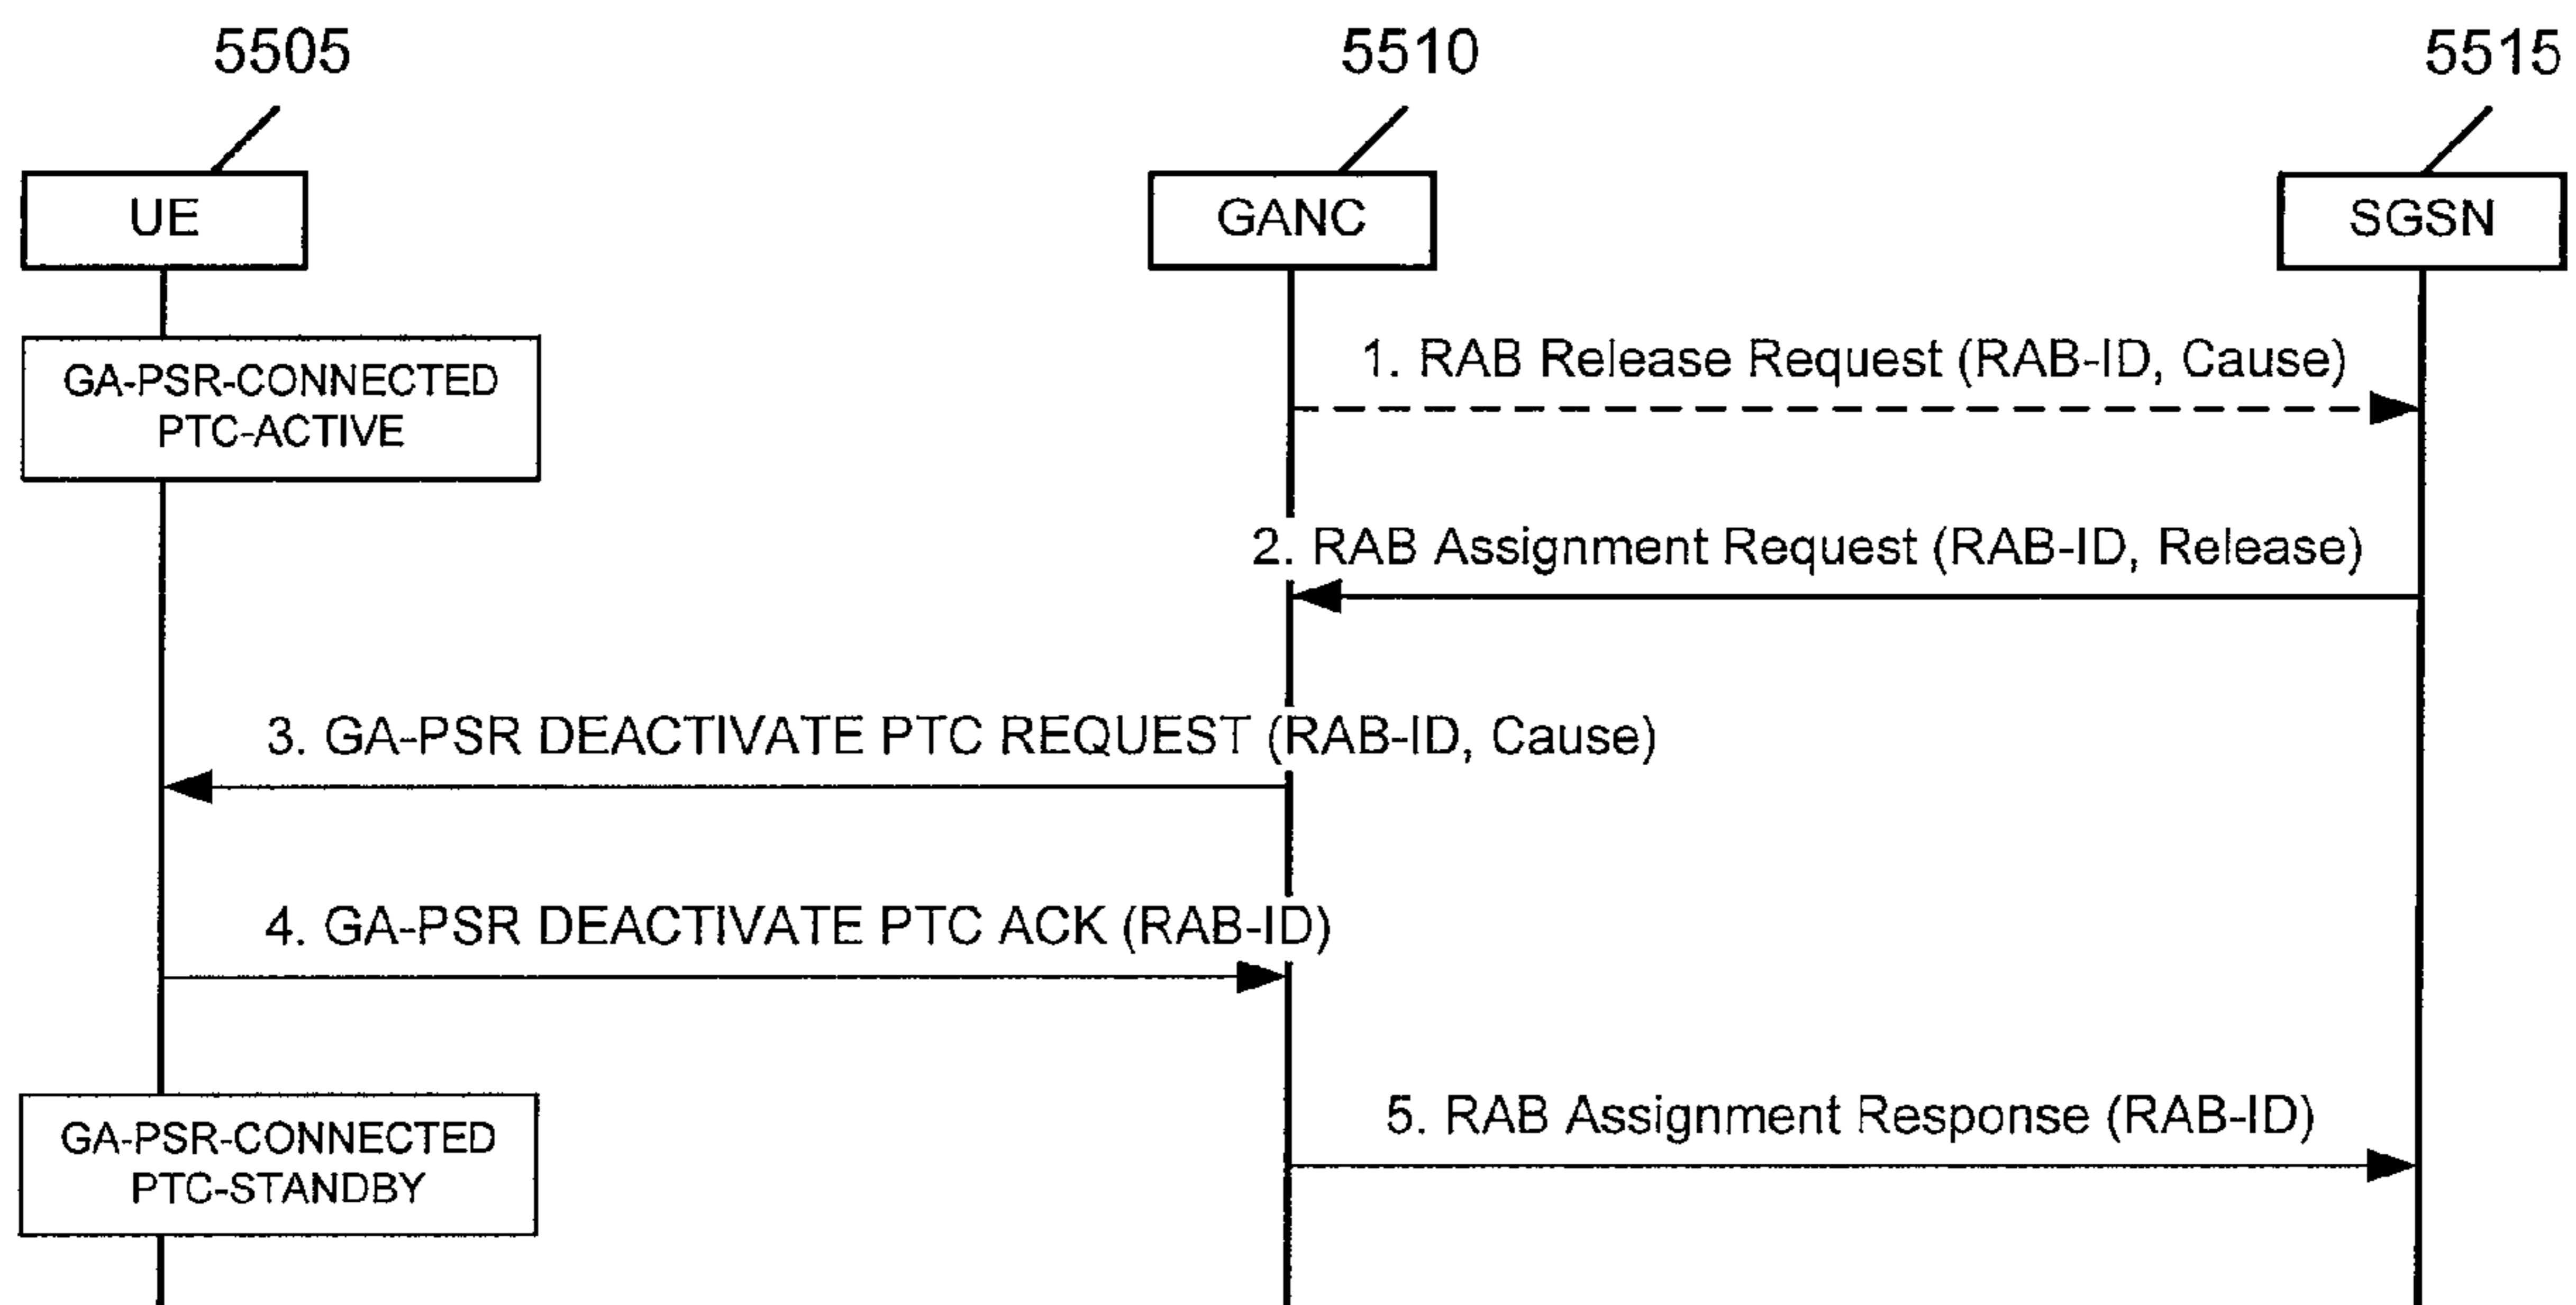 5505
5510
5515
UE
GANC
SGSN
GA-PSR-CONNECTED
PTC-ACTIVE
1. RAB Release Request (RAB-ID, Cause)
2. RAB Assignment Request (RAB-ID, Release)
3. GA-PSR DEACTIVATE PTC REQUEST (RAB-ID, Cause)
4. GA-PSR DEACTIVATE PTC ACK (RAB-ID)
GA-PSR-CONNECTED
PTC-STANDBY
5. RAB Assignment Response (RAB-ID)